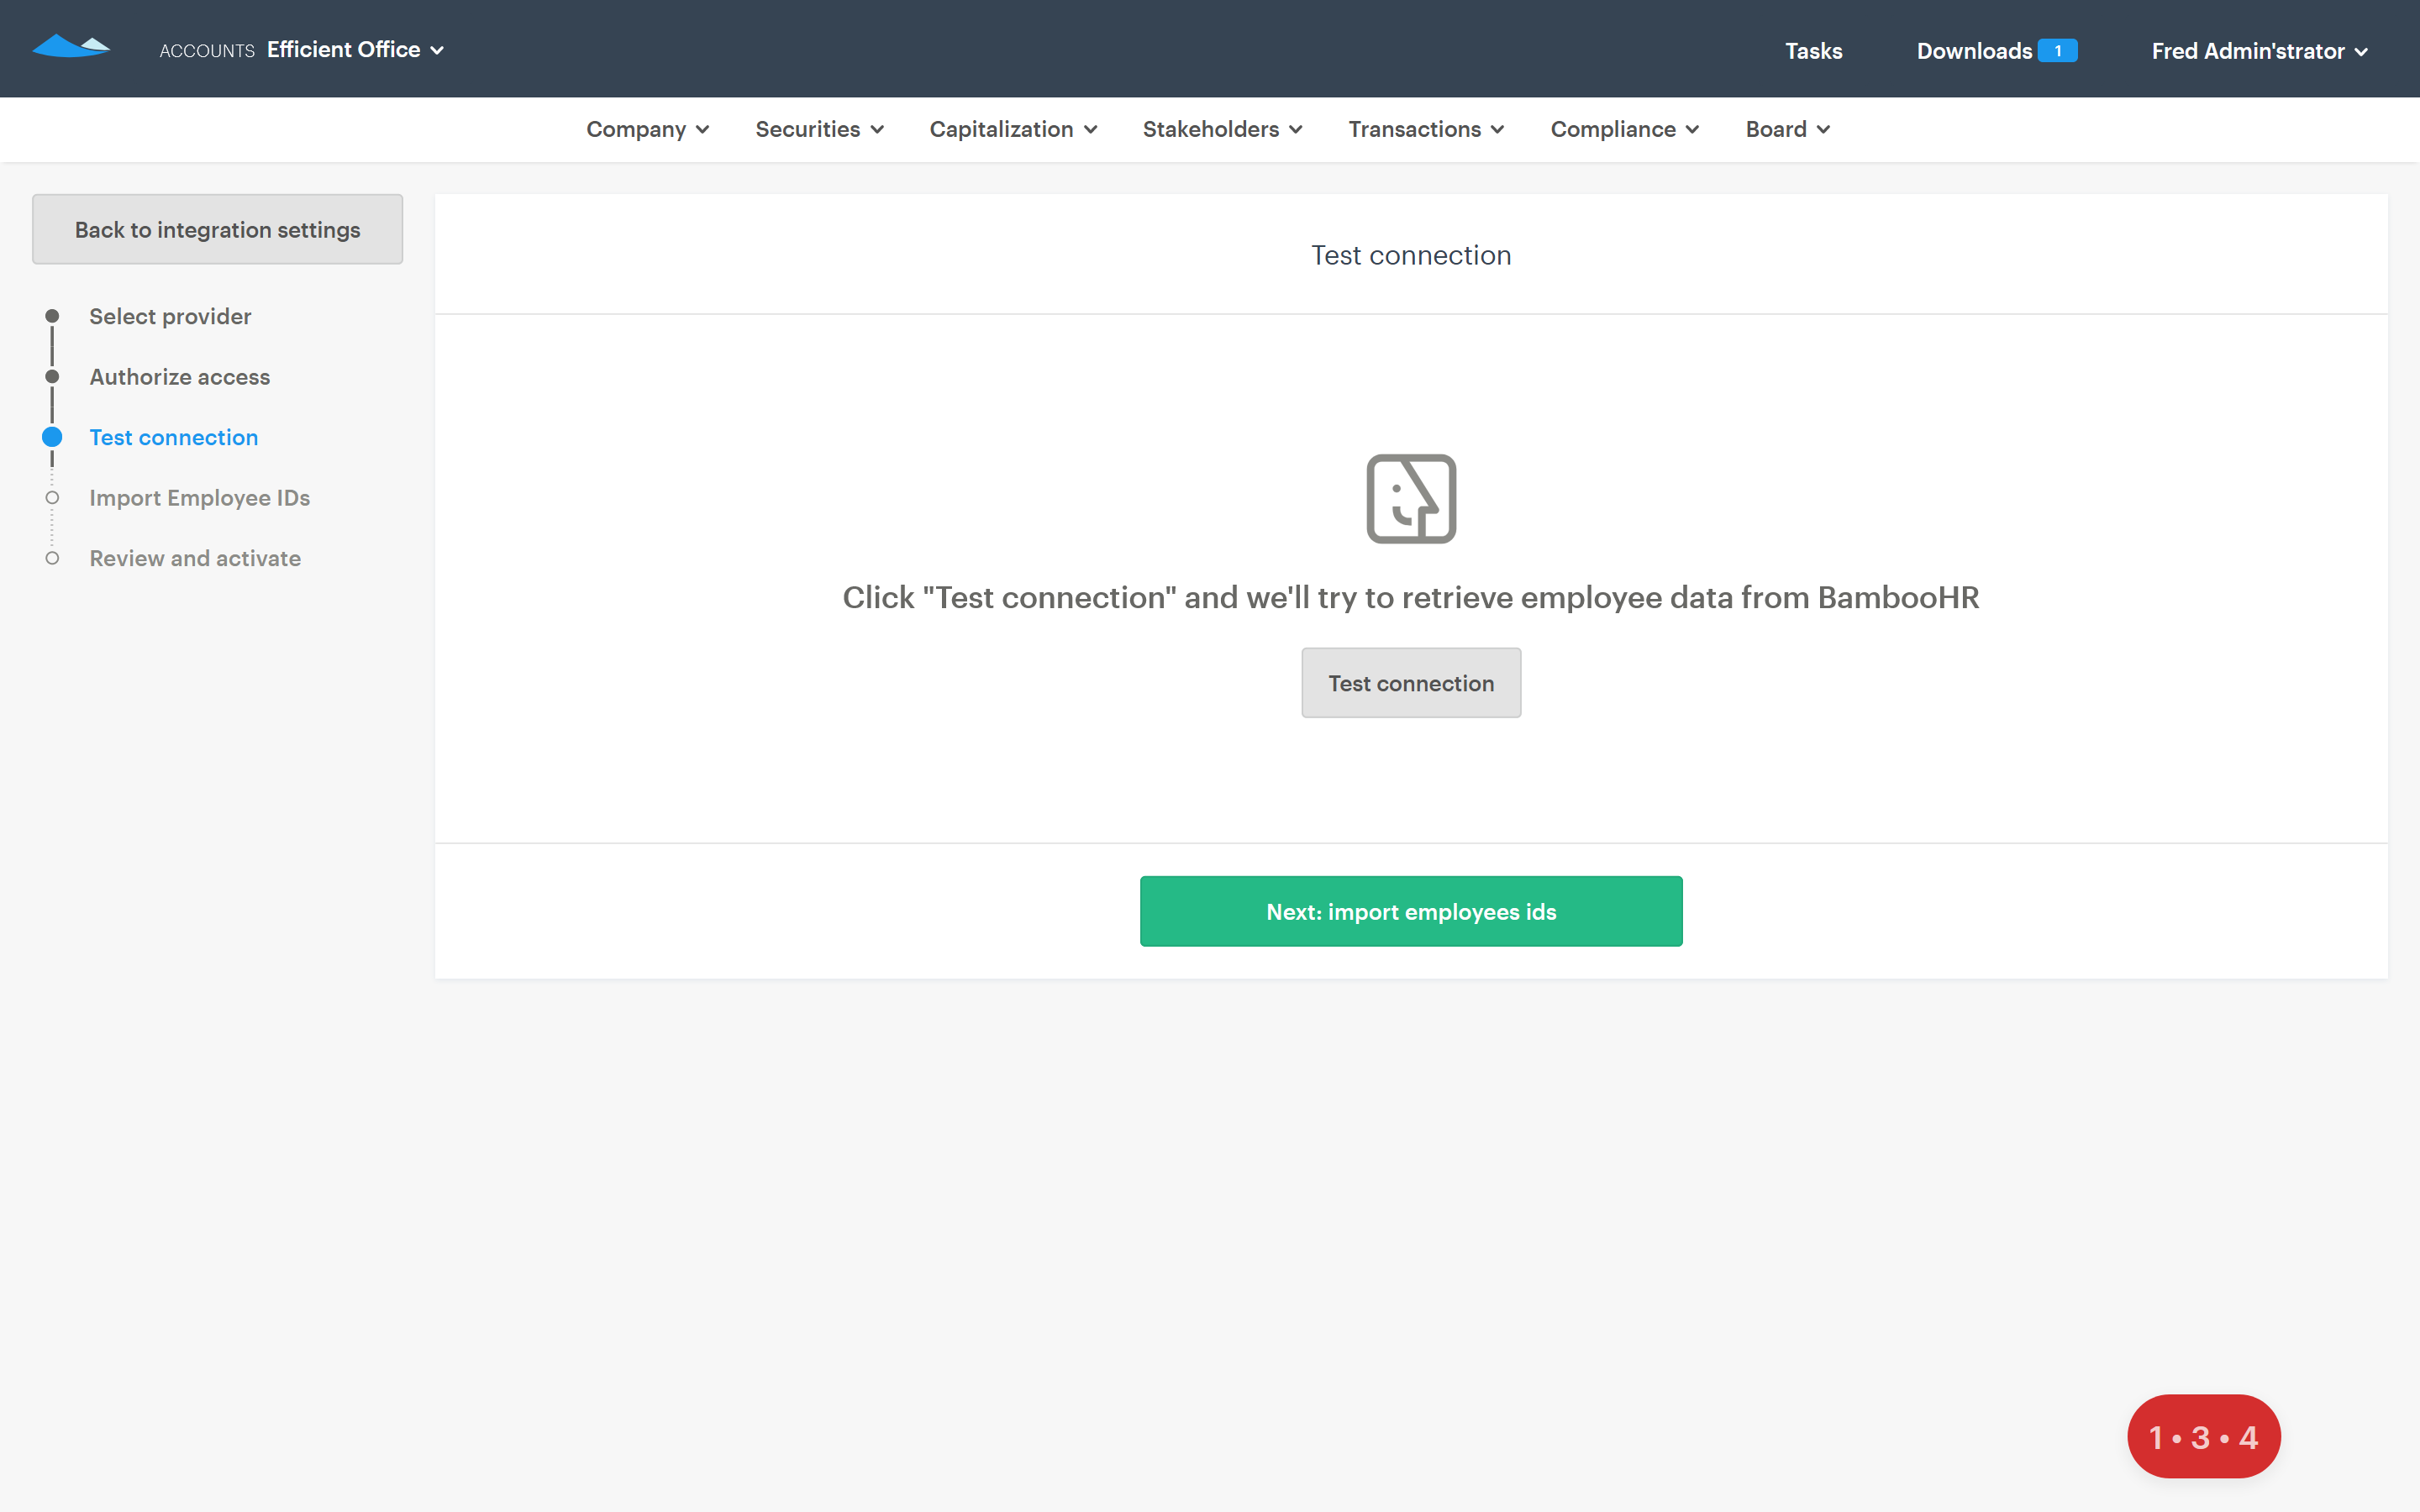 ACCOUNTS Efficient Office
Tasks
Downloads 1
Fred Admin'strator
Company Securities Capitalization Stakeholders Transactions Compliance Board
Back to integration settings
Select provider
Authorize access
Test connection
Import Employee IDs
Review and activate
Test connection
Click "Test connection" and we'll try to retrieve employee data from BambooHR
Test connection
Next: import employees ids
1 • 3 • 4